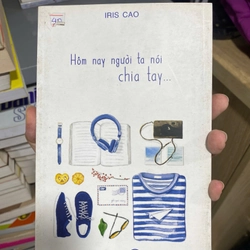 IRIS CAO
Hôm nay người ta nói
chia tay...